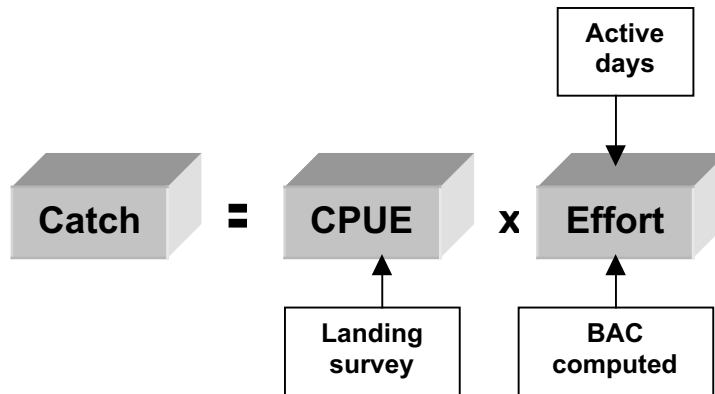 Active
days
Catch = CPUE x Effort
Landing
survey
BAC
computed